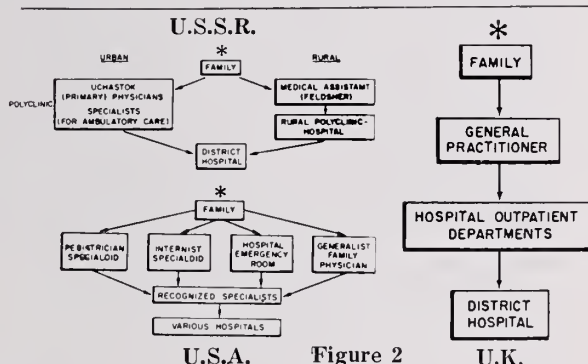 U.S.S.R.
URBAN
*
FAMILY
RURAL
POLYCLINIC
UCHASTOK
(PRIMARY) PHYSICIANS
SPECIALISTS
(FOR AMBULATORY CARE)
MEDICAL ASSISTANT
(FELDSHER)
RURAL POLYCLINIC-
HOSPITAL
DISTRICT
HOSPITAL
*
FAMILY
PEDISTRICIAN
SPECIALOID
INTERNIST
SPECIALOID
HOSPITAL
EMERGENCY
ROOM
GENERALIST
FAMILY
PHYSICIAN
RECOGNIZED SPECIALISTS
VARIOUS HOSPITALS
U.S.A.
*
FAMILY
GENERAL
PRACTITIONER
HOSPITAL OUTPATIENT
DEPARTMENTS
DISTRICT
HOSPITAL
U.K.
Figure 2